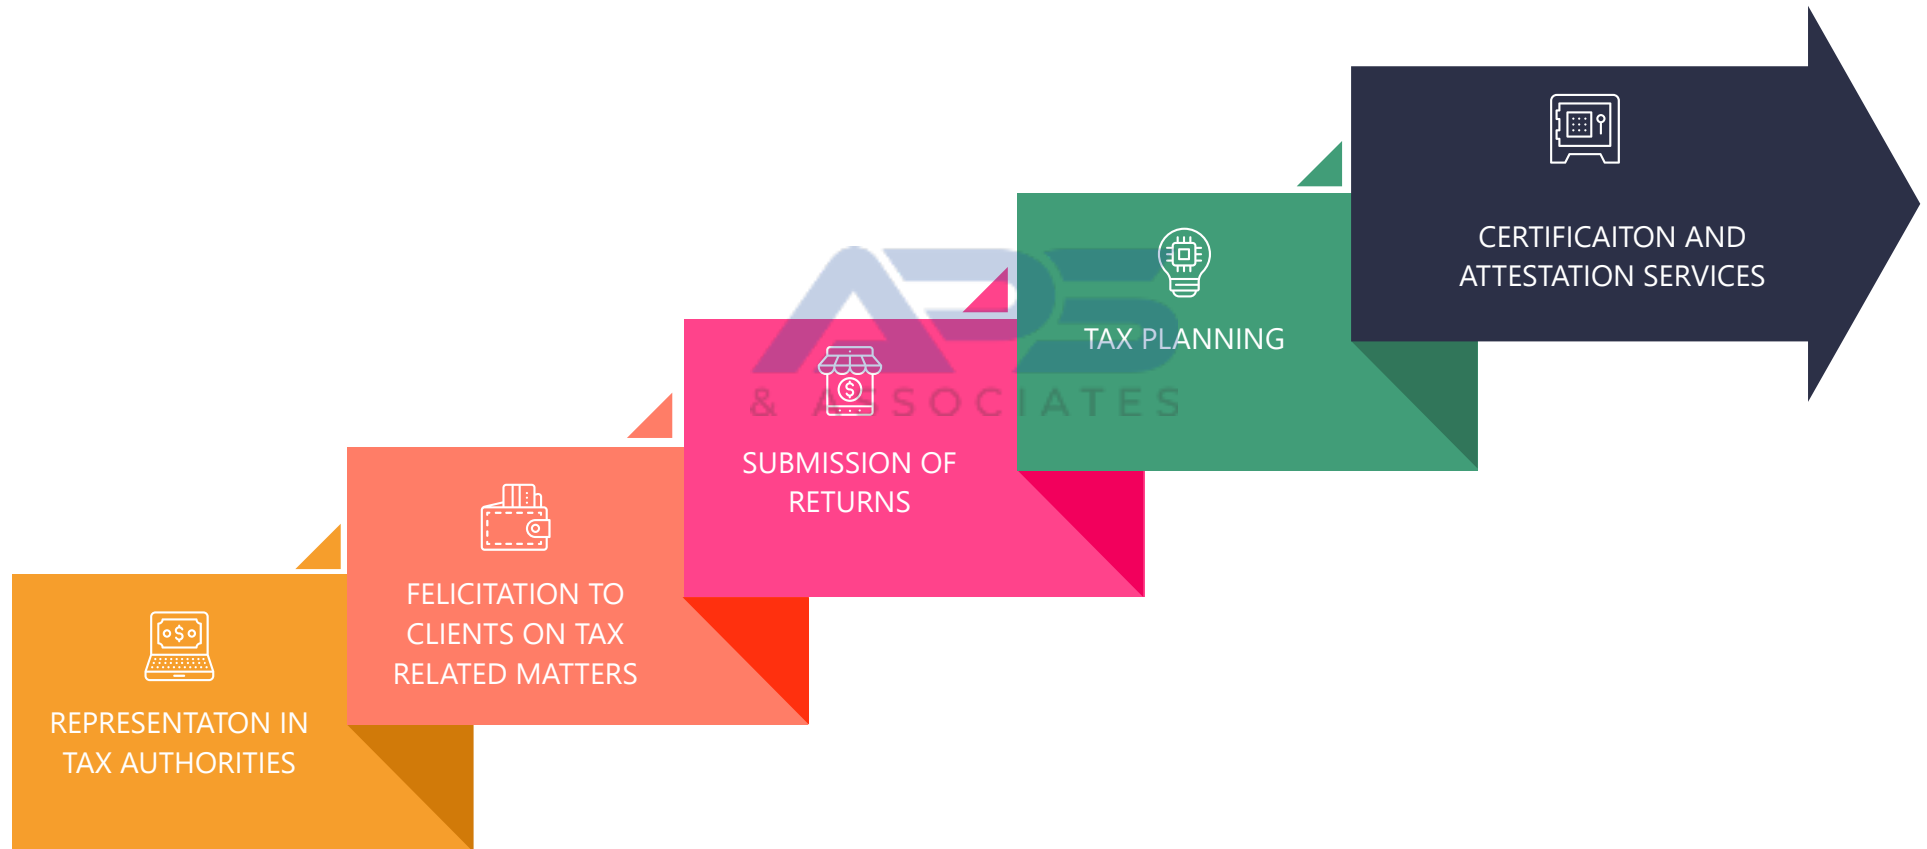 REPRESENTATON IN
TAX AUTHORITIES
FELICITATION TO
CLIENTS ON TAX
RELATED MATTERS
SUBMISSION OF
RETURNS
TAX PLANNING
CERTIFICAITON AND
ATTESTATION SERVICES
APS
& ASSOCIATES